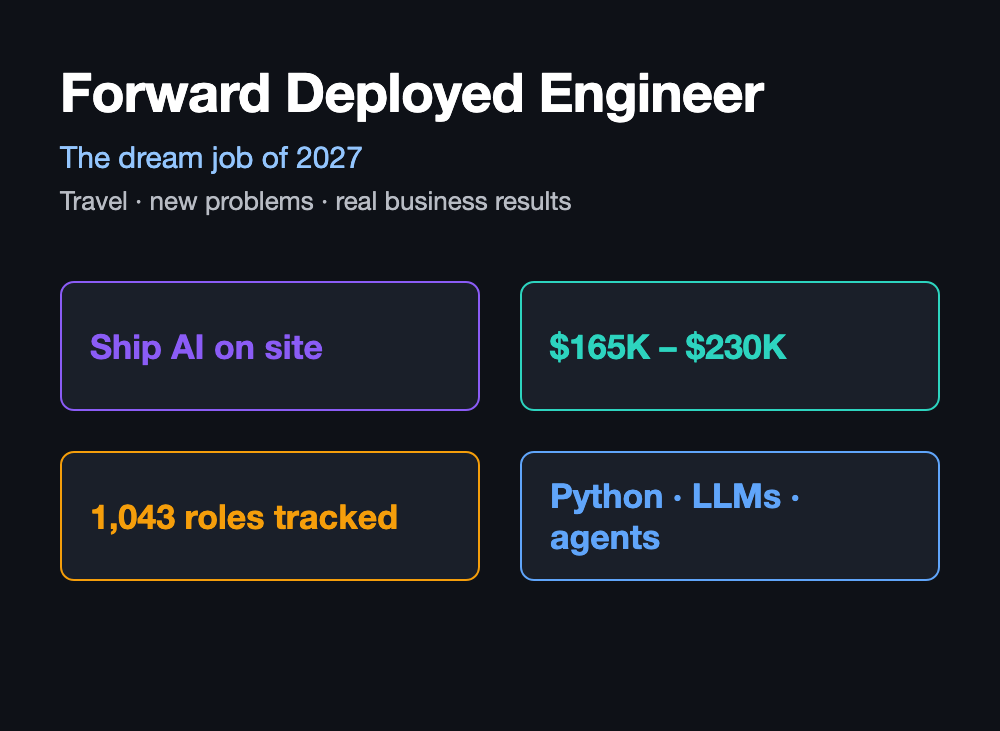 Forward Deployed Engineer
The dream job of 2027
Travel · new problems · real business results
Ship AI on site
$165K – $230K
1,043 roles tracked
Python · LLMs ·
agents